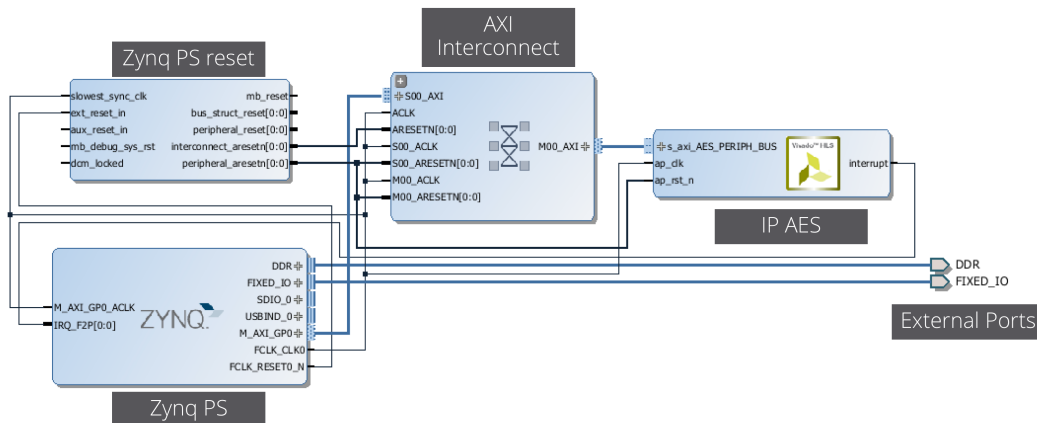 AXI
Interconnect
Zynq PS reset
slowest_sync_clk
ext_reset_in
aux_reset_in
mb_debug_sys_rst
dcm_locked
mb_reset
bus_struct_reset[0:0]
peripheral_reset[0:0]
interconnect_aresetn[0:0]
peripheral_aresetn[0:0]
S00_AXI
ACLK
ARESETN[0:0]
S00_ACLK
S00_ARESETN[0:0]
M00_ACLK
M00_ARESETN[0:0]
M00_AXI
s_axi_AES_PERIPH_BUS
ap_clk
ap_rst_n
Vivado™ HLS
interrupt
IP AES
M_AXI_GP0_ACLK
IRQ_F2P[0:0]
ZYNQ
DDR
FIXED_IO
SDIO_0
USBIND_0
M_AXI_GP0
FCLK_CLK0
FCLK_RESET0_N
Zynq PS
DDR
FIXED_IO
External Ports